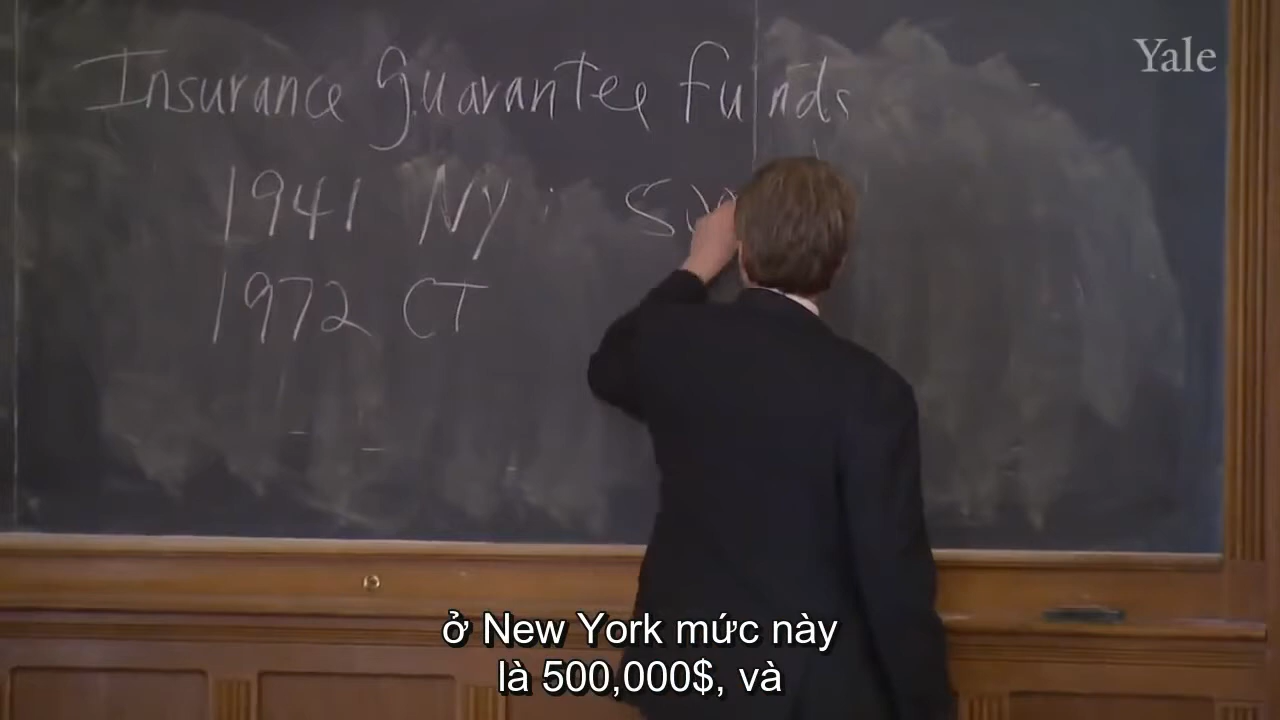 Yale
Insurance Guarantee Funds
1941 NY
1972 CT
ở New York mức này
là 500,000$, và